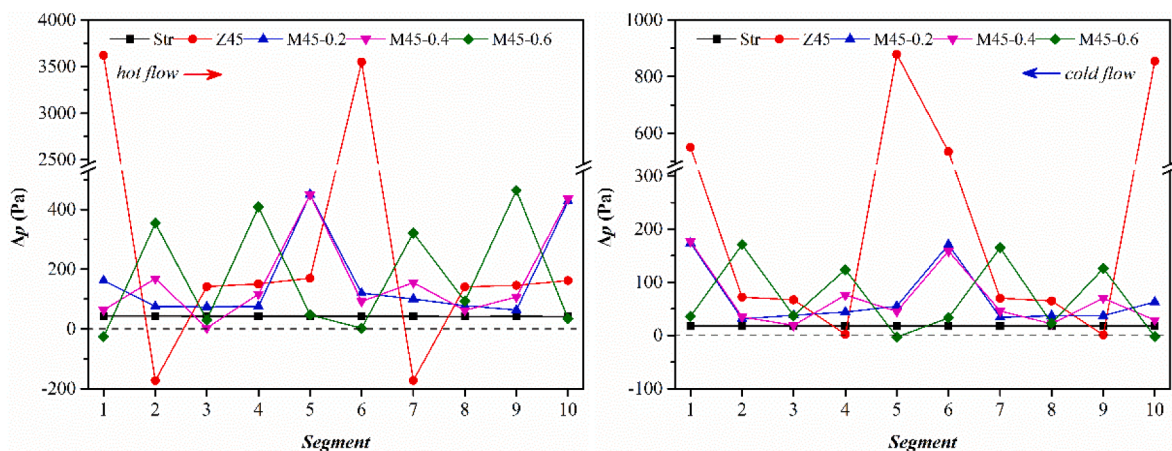 Str Z45 M45-0.2 M45-0.4 M45-0.6
hot flow
4000
3500
3000
2500
400
200
0
-200
Δp (Pa)
1 2 3 4 5 6 7 8 9 10
Segment
Str Z45 M45-0.2 M45-0.4 M45-0.6
cold flow
1000
800
600
300
200
100
0
-100
Δp (Pa)
1 2 3 4 5 6 7 8 9 10
Segment